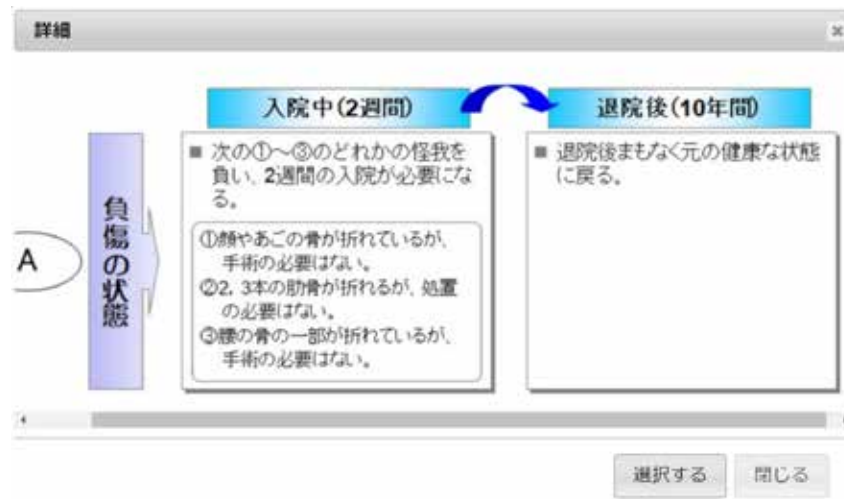 詳細
入院中(2週間)
退院後(10年間)
A
負傷の状態
■ 次の①~③のどれかの怪我を
負い、2週間の入院が必要にな
る。
①顔やあごの骨が折れているが、
手術の必要はない。
②2，3本の肋骨が折れるが、処置
の必要はない。
③腰の骨の一部が折れているが、
手術の必要はない。
■ 退院後まもなく元の健康な状態
に戻る。
選択する
閉じる